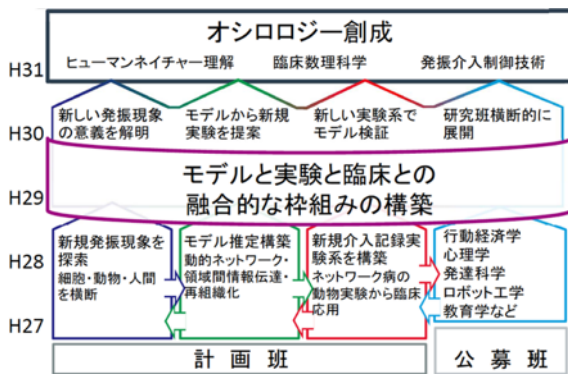 オシロロジー創成
ヒューマンネイチャー理解
臨床数理科学
発振介入制御技術
H31
新しい発振現象
の意義を解明
モデルから新規
実験を提案
新しい実験系で
モデル検証
研究班横断的に
展開
H30
モデルと実験と臨床との
融合的な枠組みの構築
H29
新規発振現象を
探索
細胞・動物・人間
を横断
モデル推定構築
動的ネットワーク・
領域間情報伝達・
再組織化
新規介入記録実
験系を構築
ネットワーク病の
動物実験から臨床
応用
行動経済学
心理学
発達科学
ロボット工学
教育学など
H28
H27
計画班
公募班